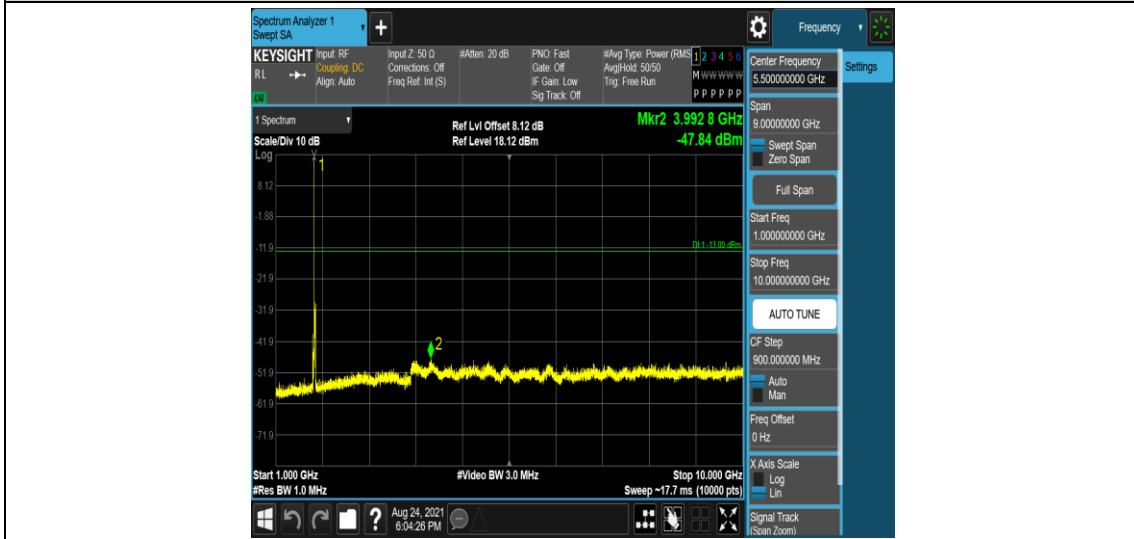 Spectrum Analyzer 1
Swept SA
+
Frequency
KEYSIGHT
RL
Input: RF
Coupling: DC
Align: Auto
Input Z: 50 Ω
Corrections: Off
Freq Ref: Int (S)
#Atten: 20 dB
PNO: Fast
Gate: Off
IF Gain: Low
Sig Track: Off
#Avg Type: Power (RMS
Avg|Hold: 50/50
Trig: Free Run
1 2 3 4 5 6
M W W W W W
P P P P P P
Center Frequency
5.500000000 GHz
Settings
Span
9.00000000 GHz
Swept Span
Zero Span
Full Span
Start Freq
1.000000000 GHz
Stop Freq
10.000000000 GHz
AUTO TUNE
CF Step
900.000000 MHz
Auto
Man
Freq Offset
0 Hz
X Axis Scale
Log
Lin
Signal Track
(Span Zoom)
1 Spectrum
Scale/Div 10 dB
Log
Ref Lvl Offset 8.12 dB
Ref Level 18.12 dBm
Mkr2 3.992 8 GHz
-47.84 dBm
1
8.12
-1.88
-11.9
DL1 -13.00 dBm
-21.9
-31.9
-41.9
2
-51.9
-61.9
-71.9
Start 1.000 GHz
#Video BW 3.0 MHz
Stop 10.000 GHz
#Res BW 1.0 MHz
Sweep ~17.7 ms (10000 pts)
?
Aug 24, 2021
6:04:26 PM